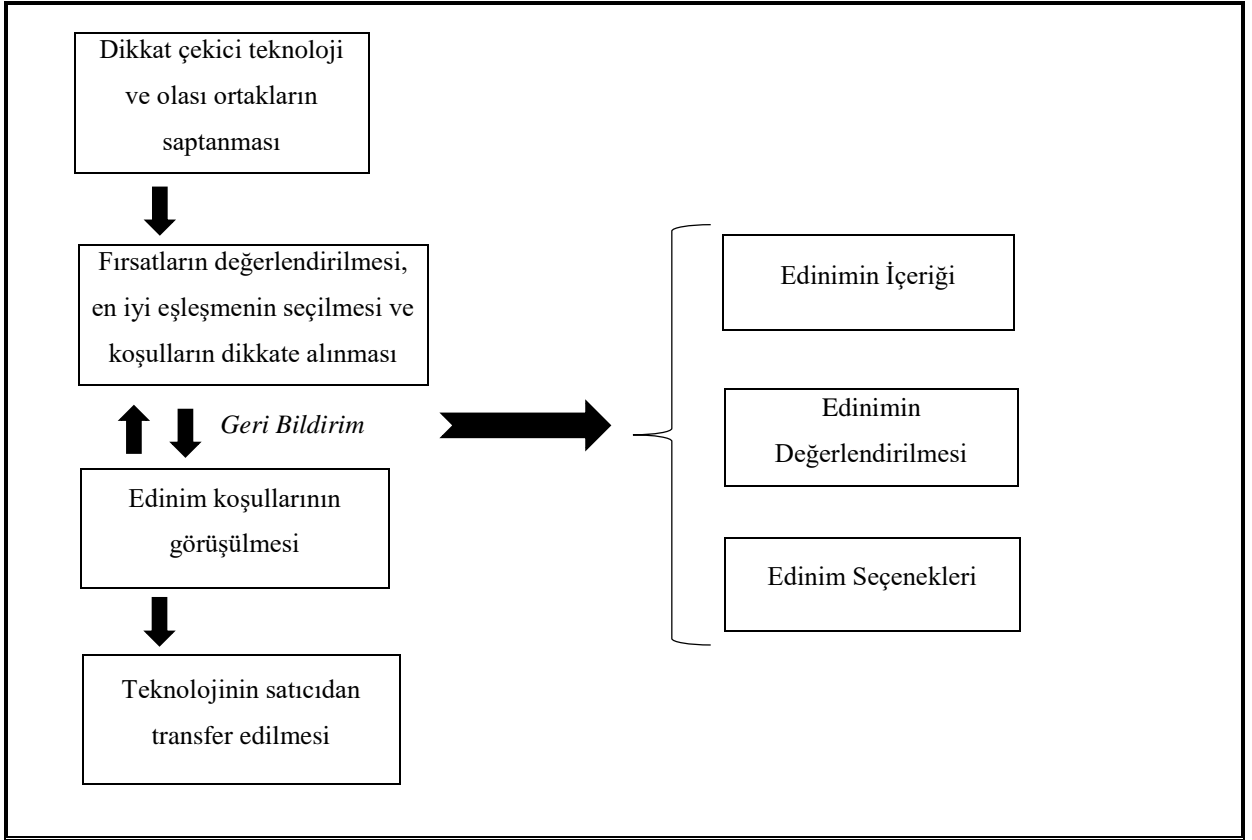 Dikkat çekici teknoloji
ve olası ortakların
saptanması
Fırsatların değerlendirilmesi,
en iyi eşleşmenin seçilmesi ve
koşulların dikkate alınması
Geri Bildirim
Edinim koşullarının
görüşülmesi
Teknolojinin satıcıdan
transfer edilmesi
Edinimin İçeriği
Edinimin
Değerlendirilmesi
Edinim Seçenekleri